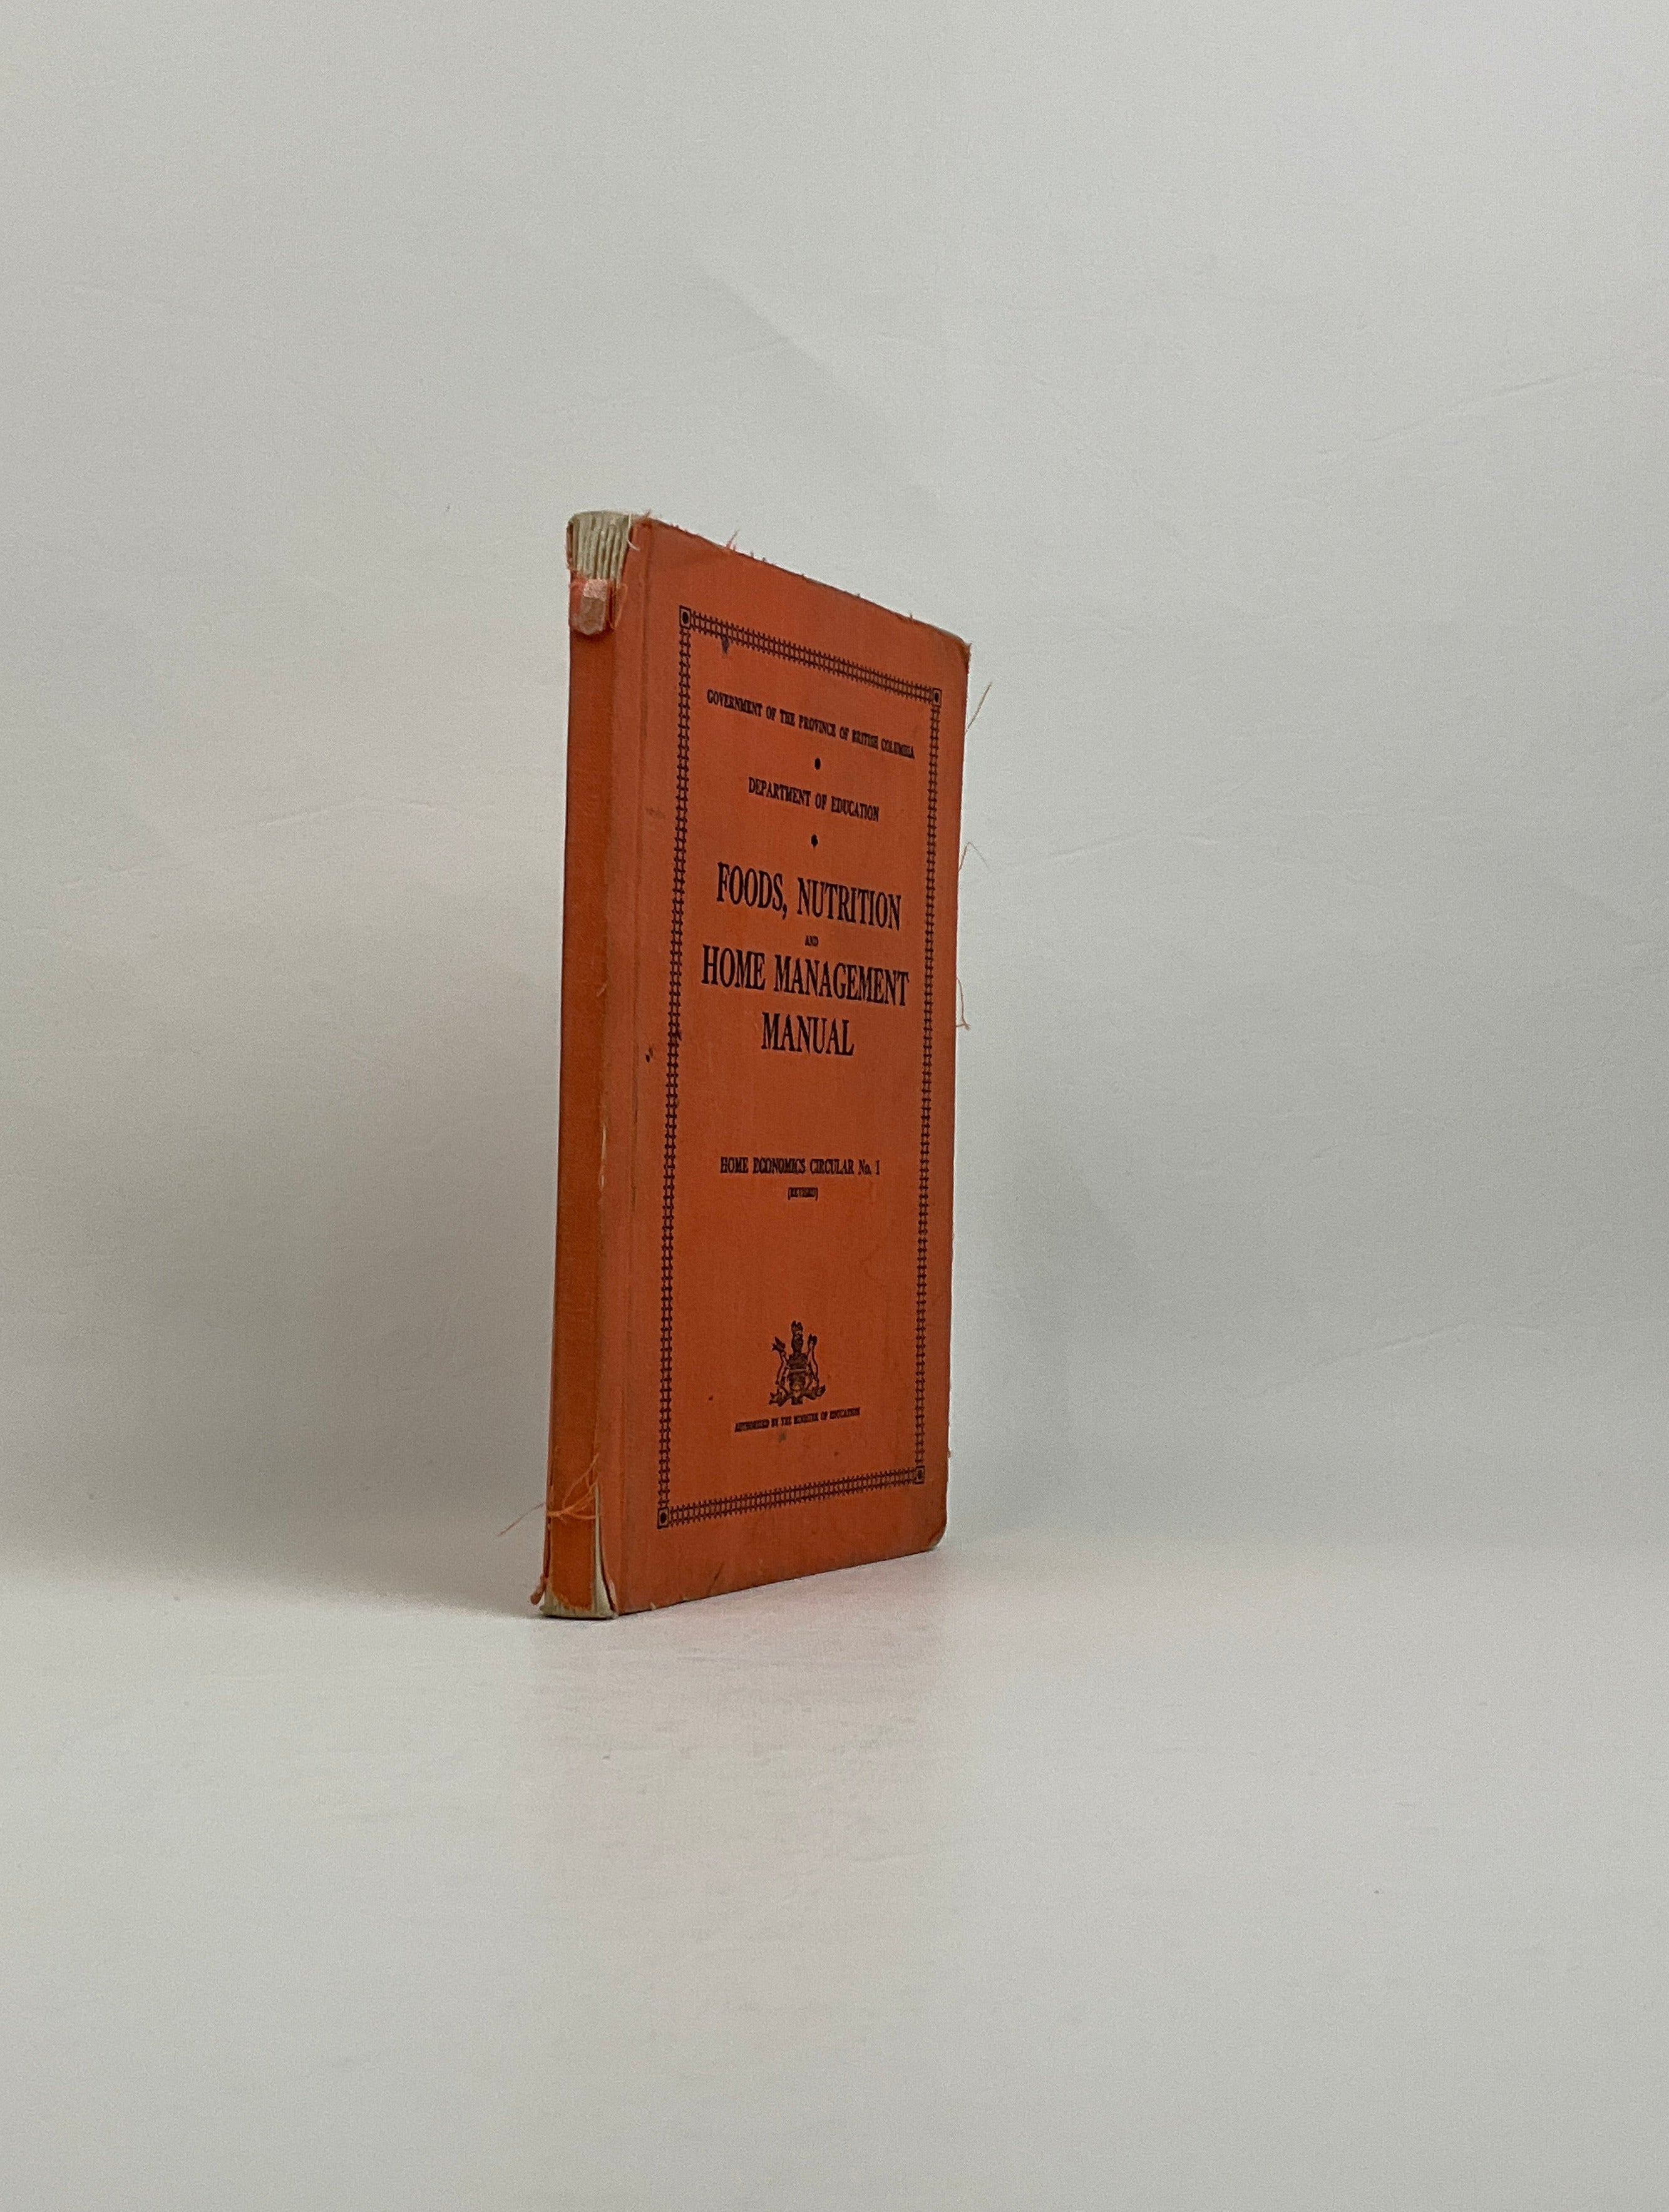 GOVERNMENT OF THE PROVINCE OF BRITISH COLUMBIA
DEPARTMENT OF EDUCATION
FOODS, NUTRITION
AND
HOME MANAGEMENT
MANUAL
HOME ECONOMICS CIRCULAR No. 1
(REVISED)
AUTHORIZED BY THE MINISTER OF EDUCATION